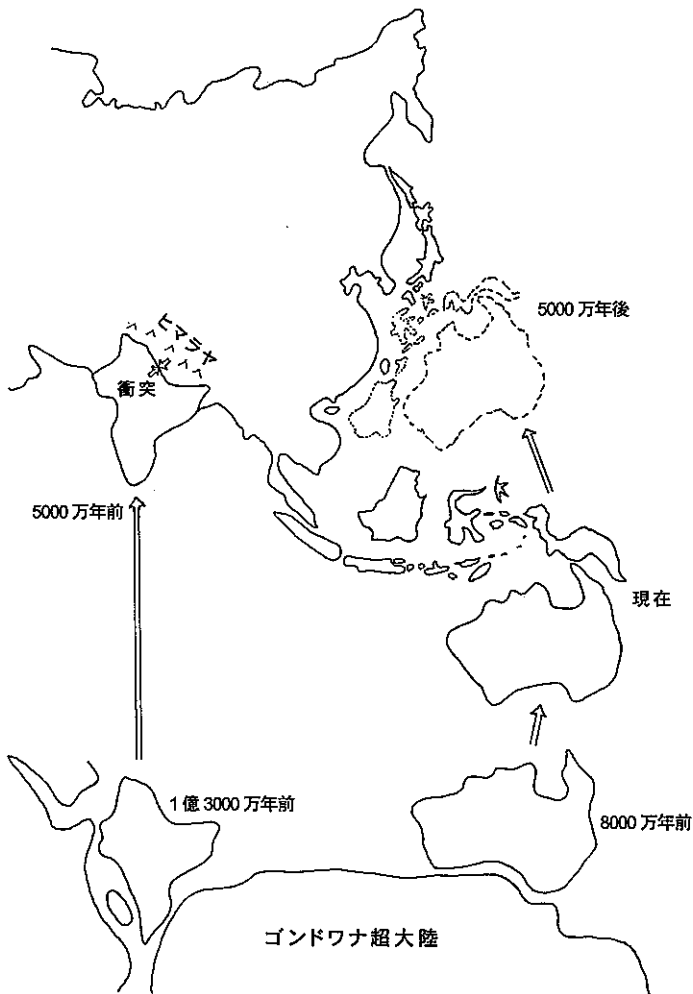 5000 万年後
ヒマラヤ
衝突
5000 万年前
現在
1億 3000 万年前
8000 万年前
ゴンドワナ超大陸